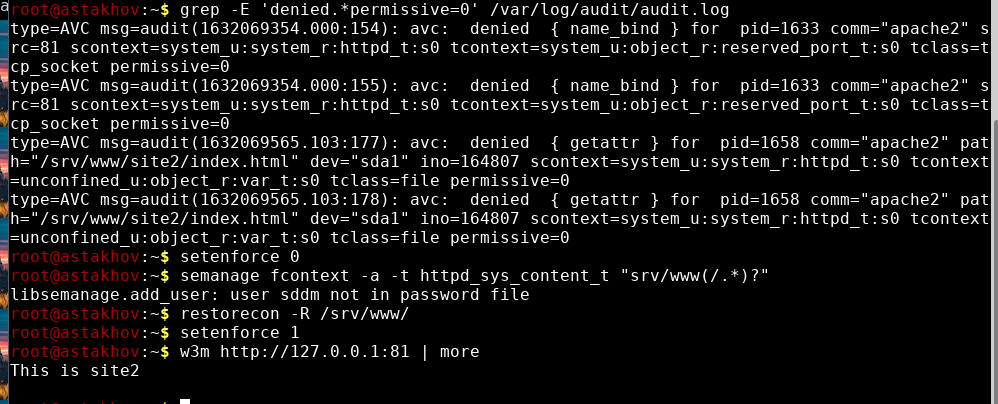 root@astakhov:~$ grep -E 'denied.*permissive=0' /var/log/audit/audit.log
type=AVC msg=audit(1632069354.000:154): avc:  denied  { name_bind } for  pid=1633 comm="apache2" s
rc=81 scontext=system_u:system_r:httpd_t:s0 tcontext=system_u:object_r:reserved_port_t:s0 tclass=t
cp_socket permissive=0
type=AVC msg=audit(1632069354.000:155): avc:  denied  { name_bind } for  pid=1633 comm="apache2" s
rc=81 scontext=system_u:system_r:httpd_t:s0 tcontext=system_u:object_r:reserved_port_t:s0 tclass=t
cp_socket permissive=0
type=AVC msg=audit(1632069565.103:177): avc:  denied  { getattr } for  pid=1658 comm="apache2" pat
h="/srv/www/site2/index.html" dev="sda1" ino=164807 scontext=system_u:system_r:httpd_t:s0 tcontext
=unconfined_u:object_r:var_t:s0 tclass=file permissive=0
type=AVC msg=audit(1632069565.103:178): avc:  denied  { getattr } for  pid=1658 comm="apache2" pat
h="/srv/www/site2/index.html" dev="sda1" ino=164807 scontext=system_u:system_r:httpd_t:s0 tcontext
=unconfined_u:object_r:var_t:s0 tclass=file permissive=0
root@astakhov:~$ setenforce 0
root@astakhov:~$ semanage fcontext -a -t httpd_sys_content_t "srv/www(/.*)?"
libsemanage.add_user: user sddm not in password file
root@astakhov:~$ restorecon -R /srv/www/
root@astakhov:~$ setenforce 1
root@astakhov:~$ w3m http://127.0.0.1:81 | more
This is site2